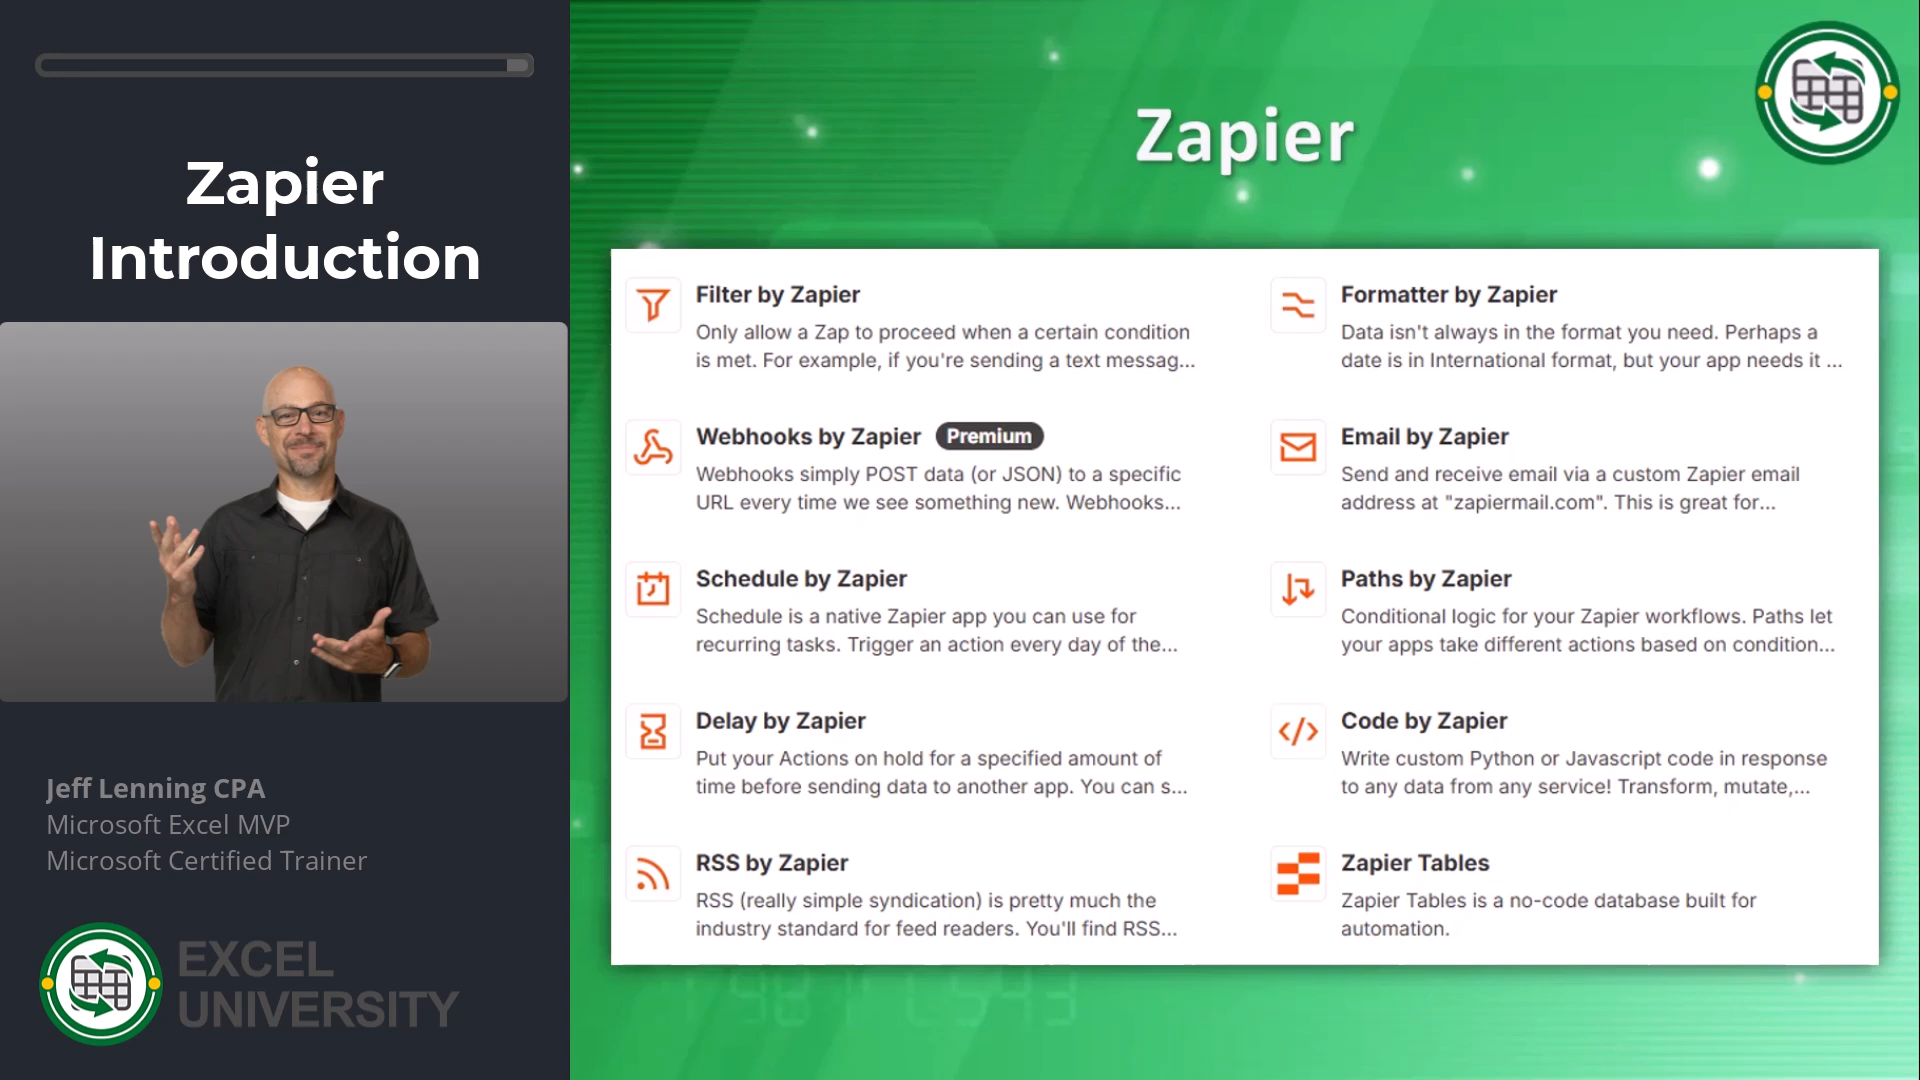 Zapier
Introduction
Jeff Lenning CPA
Microsoft Excel MVP
Microsoft Certified Trainer
EXCEL
UNIVERSITY
Zapier
Filter by Zapier
Only allow a Zap to proceed when a certain condition
is met. For example, if you're sending a text messag...
Formatter by Zapier
Data isn't always in the format you need. Perhaps a
date is in International format, but your app needs it ...
Webhooks by Zapier Premium
Webhooks simply POST data (or JSON) to a specific
URL every time we see something new. Webhooks...
Email by Zapier
Send and receive email via a custom Zapier email
address at "zapiermail.com". This is great for...
Schedule by Zapier
Schedule is a native Zapier app you can use for
recurring tasks. Trigger an action every day of the...
Paths by Zapier
Conditional logic for your Zapier workflows. Paths let
your apps take different actions based on condition...
Delay by Zapier
Put your Actions on hold for a specified amount of
time before sending data to another app. You can s...
Code by Zapier
Write custom Python or Javascript code in response
to any data from any service! Transform, mutate,...
RSS by Zapier
RSS (really simple syndication) is pretty much the
industry standard for feed readers. You'll find RSS...
Zapier Tables
Zapier Tables is a no-code database built for
automation.